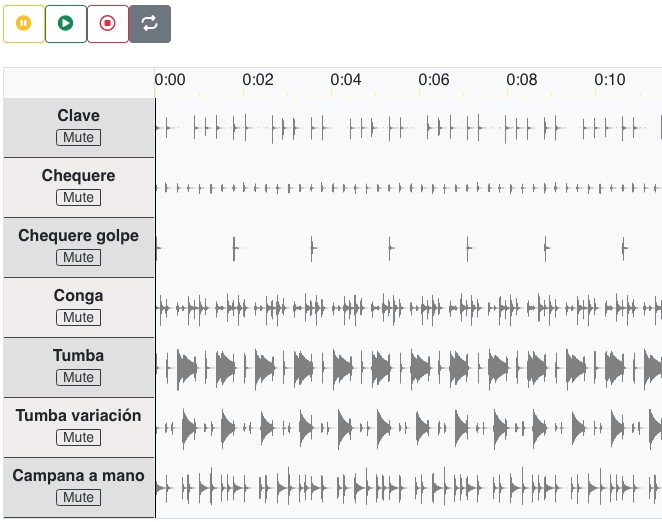 0:00 0:02 0:04 0:06 0:08 0:10
Clave
Mute
Chequere
Mute
Chequere golpe
Mute
Conga
Mute
Tumba
Mute
Tumba variación
Mute
Campana a mano
Mute